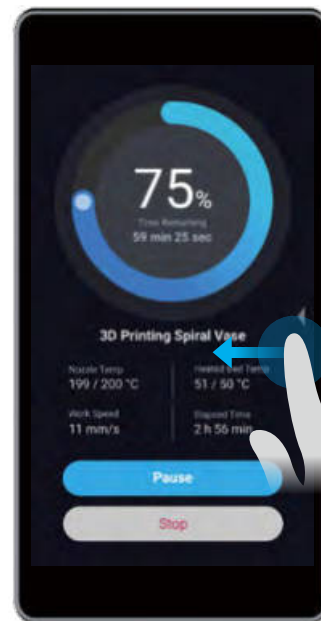 75%
Time Remaining
59 min 25 sec
3D Printing Spiral Vase
Nozzle Temp
199 / 200 °C
Heated Bed Temp
51 / 50 °C
Work Speed
11 mm/s
Elapsed Time
2 h 56 min
Pause
Stop